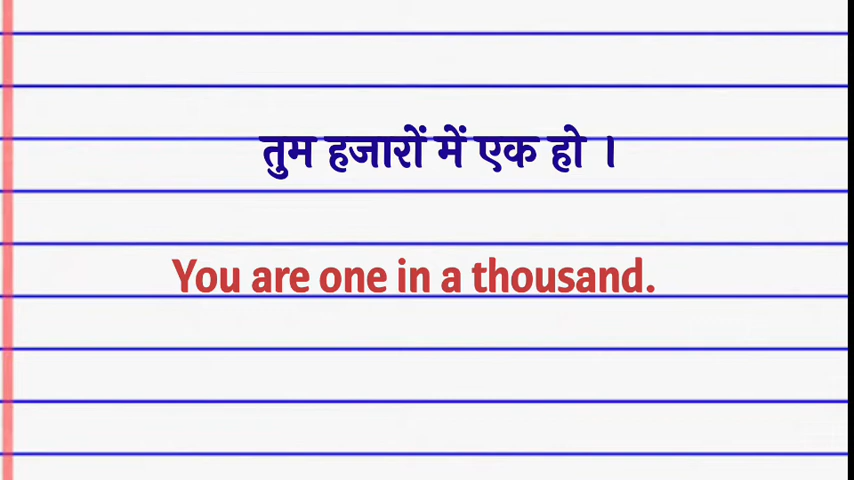 तुम हजारों में एक हो ।
You are one in a thousand.